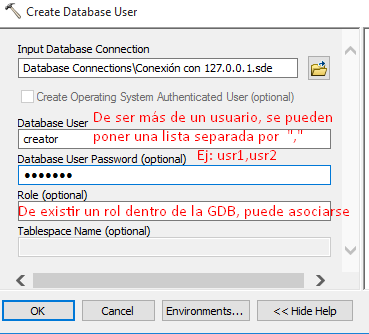 Create Database User
Input Database Connection
Database Connections\Conexión con 127.0.0.1.sde
Create Operating System Authenticated User (optional)
Database User
De ser más de un usuario, se pueden
creator
poner una lista separada por ","
Database User Password (optional)
Ej: usr1,usr2
●●●●●●●
Role (optional)
De existir un rol dentro de la GDB, puede asociarse
Tablespace Name (optional)
OK
Cancel
Environments...
<< Hide Help